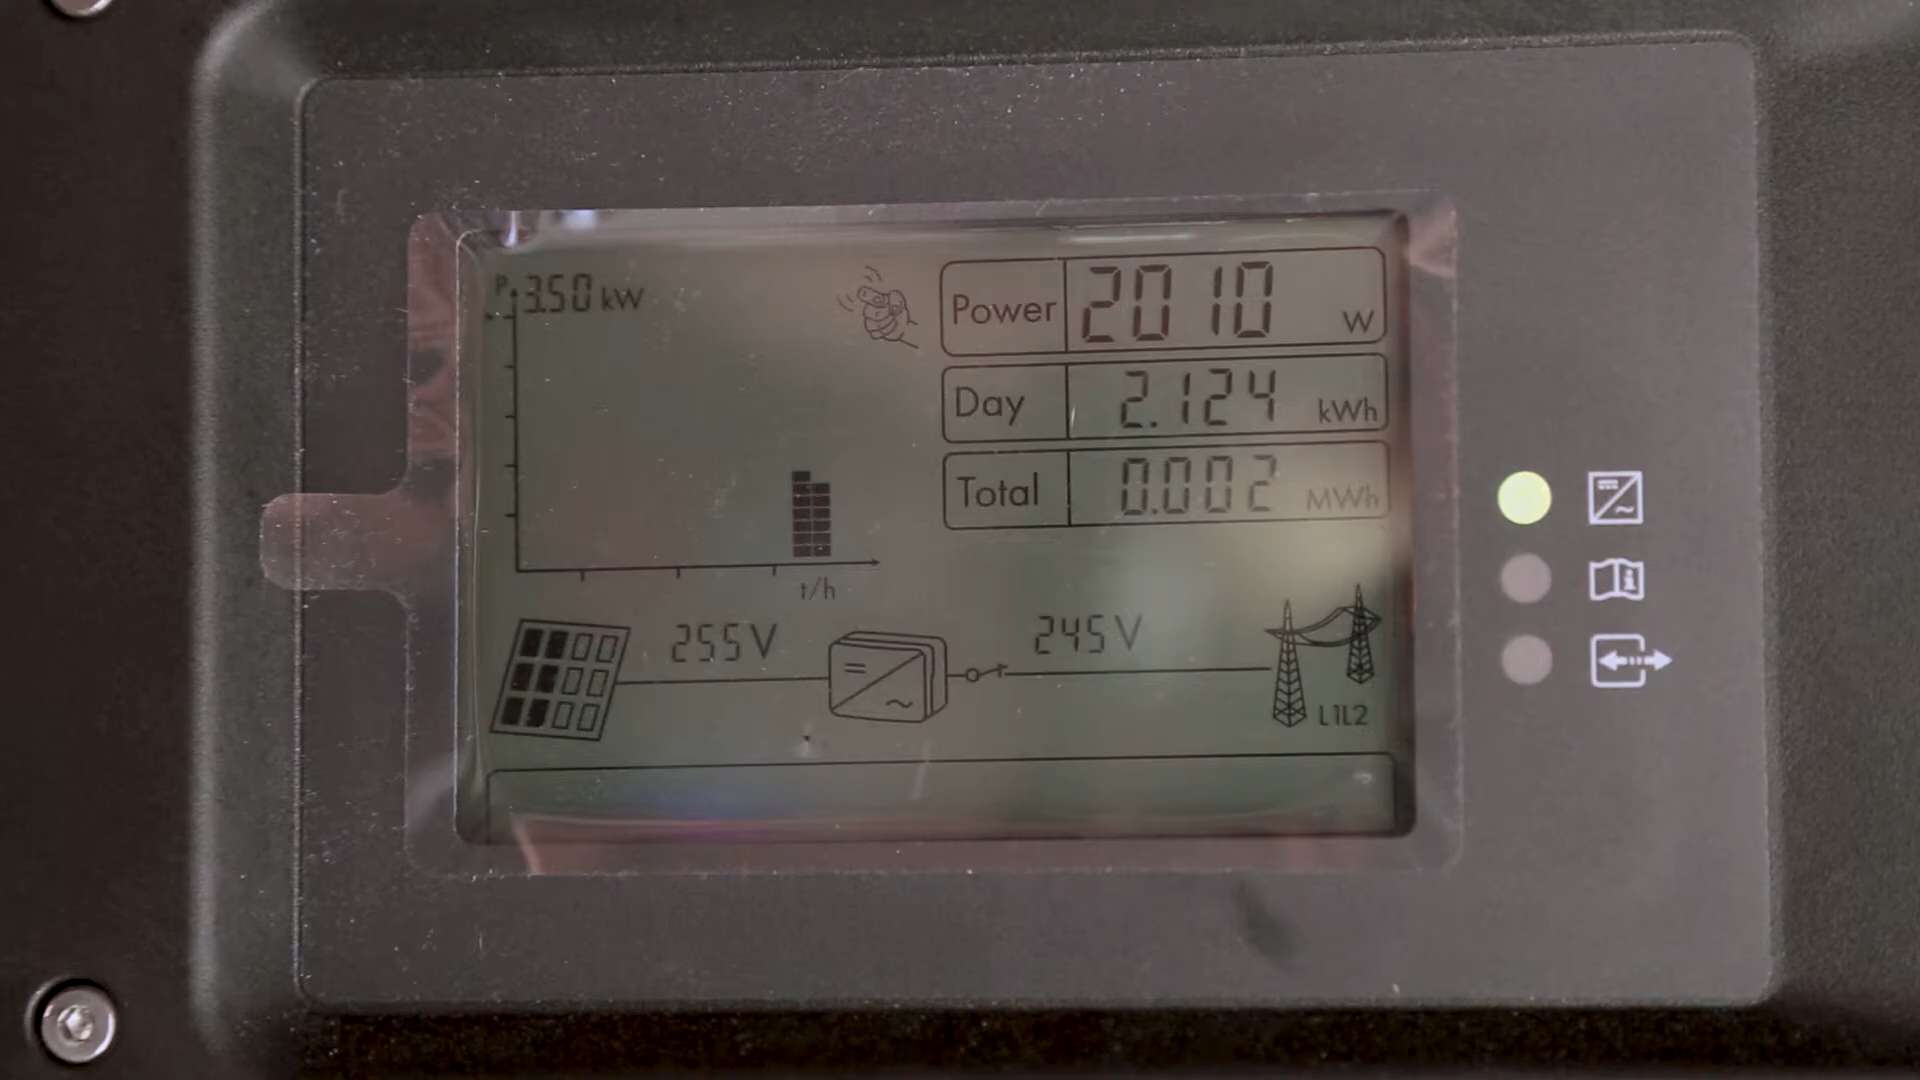 P 3.50 kW
Power 2010 W
Day 2.124 kWh
Total 0.002 MWh
t/h
255 V
245 V
L1L2